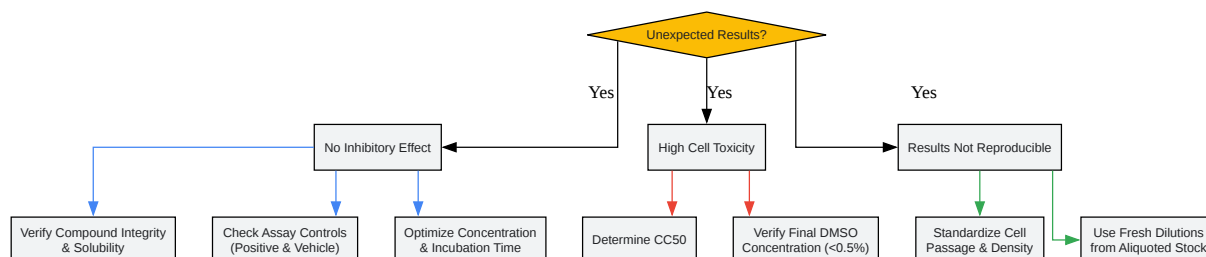 Unexpected Results?
Yes
Yes
Yes
No Inhibitory Effect
High Cell Toxicity
Results Not Reproducible
Verify Compound Integrity
& Solubility
Check Assay Controls
(Positive & Vehicle)
Optimize Concentration
& Incubation Time
Determine CC50
Verify Final DMSO
Concentration (<0.5%)
Standardize Cell
Passage & Density
Use Fresh Dilutions
from Aliquoted Stock